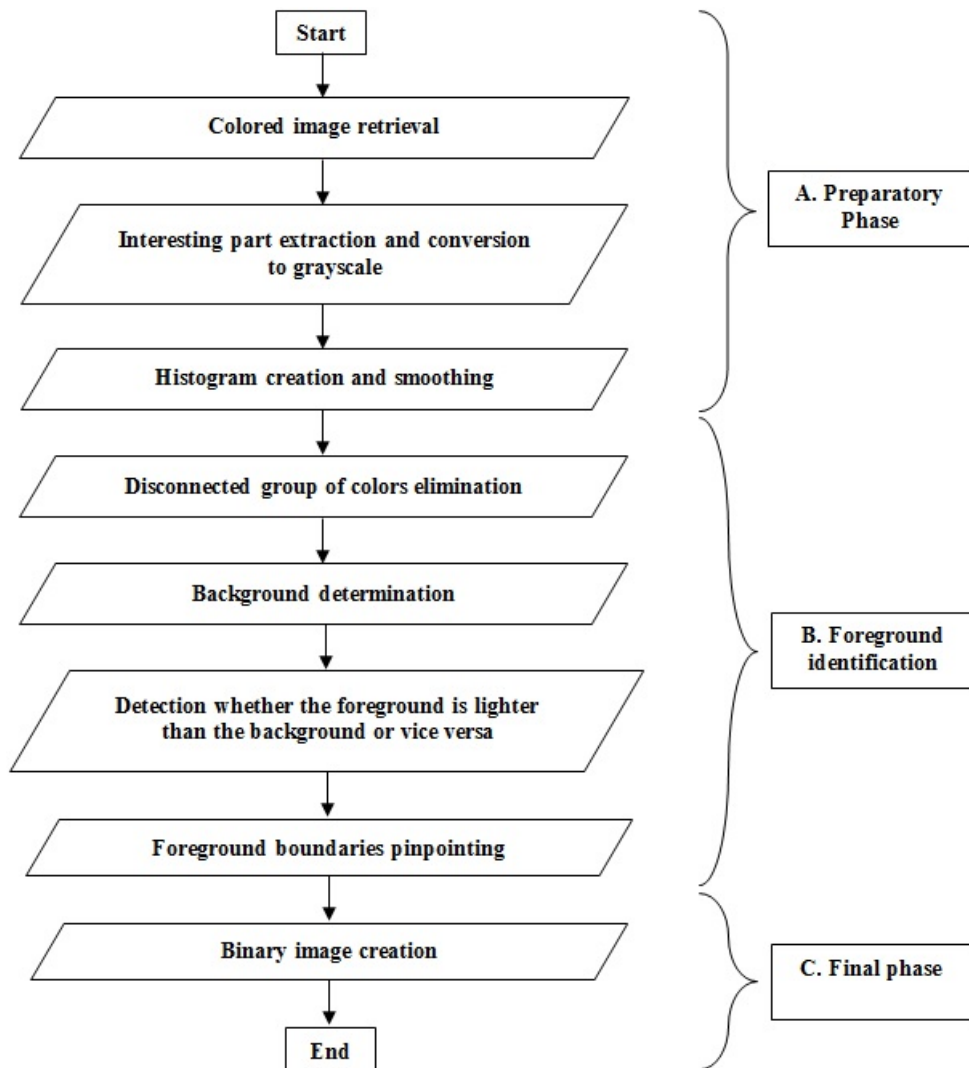 Start
Colored image retrieval
Interesting part extraction and conversion
to grayscale
Histogram creation and smoothing
A. Preparatory
Phase
Disconnected group of colors elimination
Background determination
Detection whether the foreground is lighter
than the background or vice versa
Foreground boundaries pinpointing
B. Foreground
identification
Binary image creation
End
C. Final phase